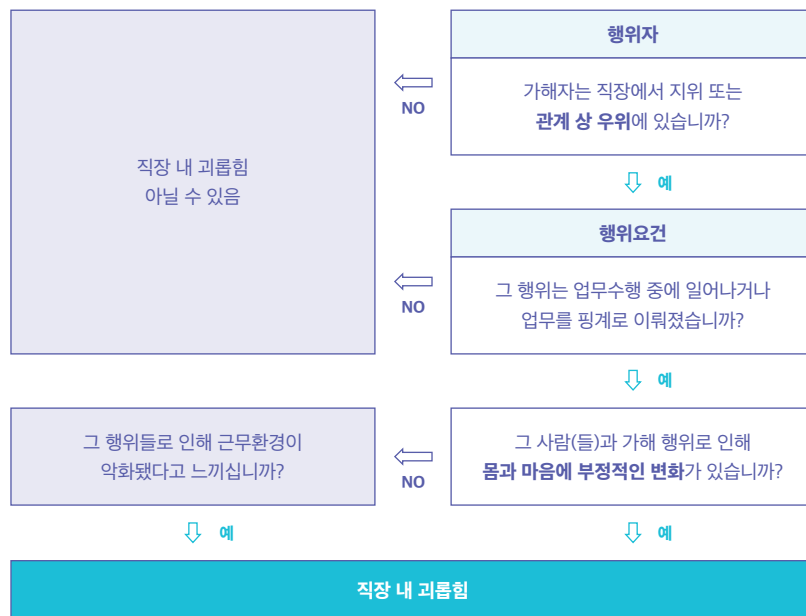 행위자
가해자는 직장에서 지위 또는
관계 상 우위에 있습니까?
NO
직장 내 괴롭힘
아닐 수 있음
예
행위요건
그 행위는 업무수행 중에 일어나거나
업무를 핑계로 이뤄졌습니까?
NO
예
그 사람(들)과 가해 행위로 인해
몸과 마음에 부정적인 변화가 있습니까?
NO
그 행위들로 인해 근무환경이
악화됐다고 느끼십니까?
예
예
직장 내 괴롭힘